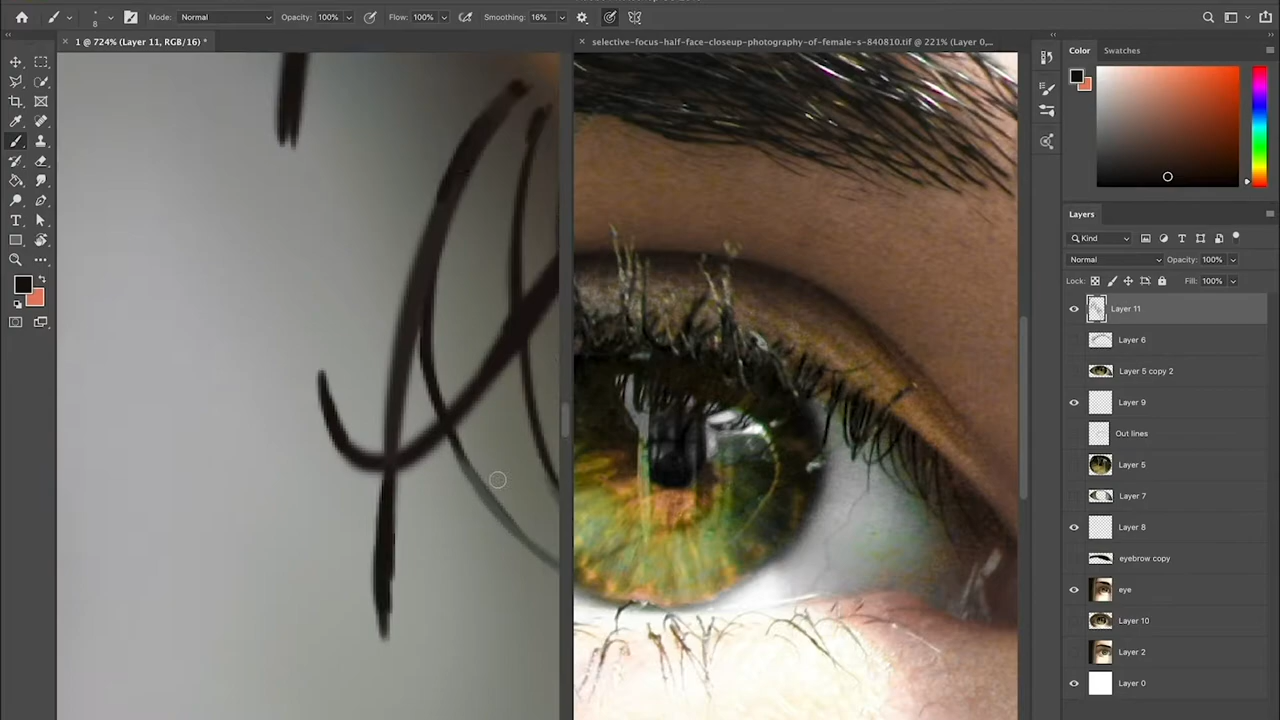 8 Mode: Normal Opacity: 100% Flow: 100% Smoothing: 16%
× 1 @ 724% (Layer 11, RGB/16) *
× selective-focus-half-face-closeup-photography-of-female-s-840810.tif @ 221% (Layer 0,...
Color Swatches
Layers
Kind
Normal Opacity: 100%
Lock: Fill: 100%
Layer 11
Layer 6
Layer 5 copy 2
Layer 9
Out lines
Layer 5
Layer 7
Layer 8
eyebrow copy
eye
Layer 10
Layer 2
Layer 0